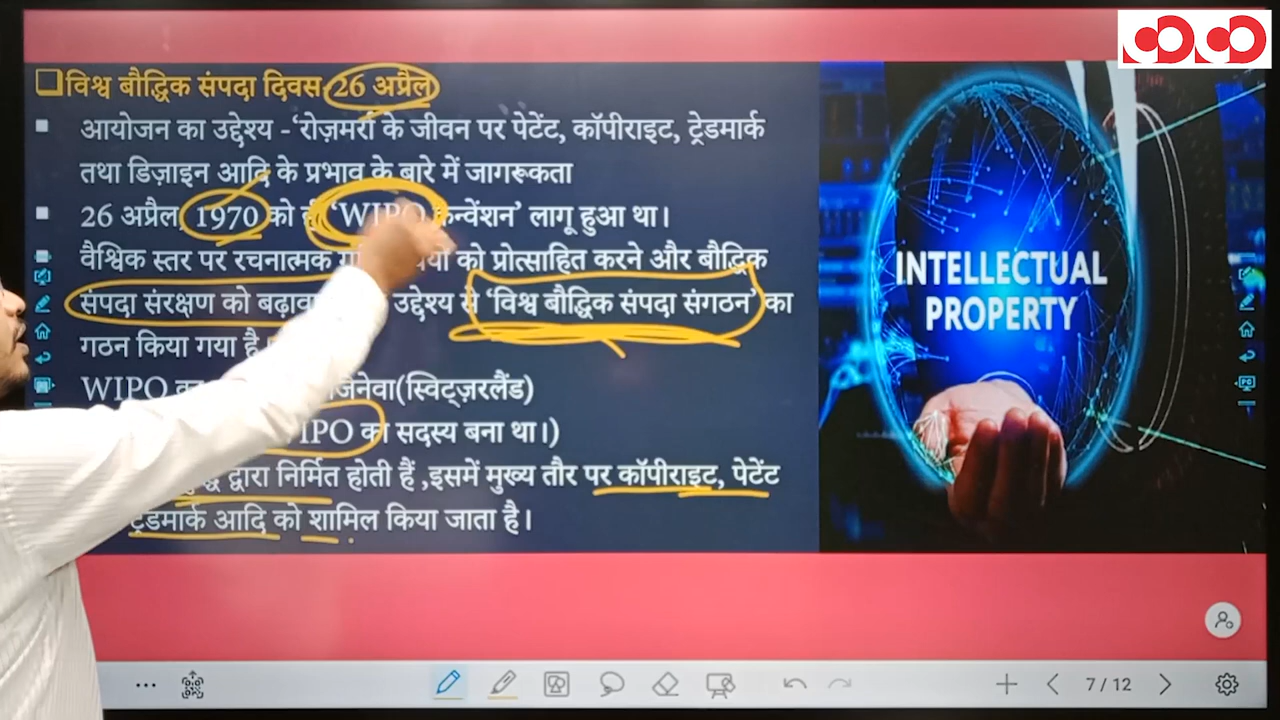 विश्व बौद्धिक संपदा दिवस 26 अप्रैल
आयोजन का उद्देश्य -‘रोज़मर्रा के जीवन पर पेटेंट, कॉपीराइट, ट्रेडमार्क
तथा डिज़ाइन आदि के प्रभाव के बारे में जागरूकता
26 अप्रैल, 1970 को ही ‘WIPO कन्वेंशन’ लागू हुआ था।
वैश्विक स्तर पर रचनात्मक को प्रोत्साहित करने और बौद्धिक
संपदा संरक्षण को उद्देश्य से ‘विश्व बौद्धिक संपदा संगठन’ का
गठन किया गया है
WIPO जिनेवा(स्विट्ज़रलैंड)
WIPO का सदस्य बना था।)
द्वारा निर्मित होती हैं ,इसमें मुख्य तौर पर कॉपीराइट, पेटेंट
ट्रेडमार्क आदि को शामिल किया जाता है।
INTELLECTUAL
PROPERTY
7 / 12